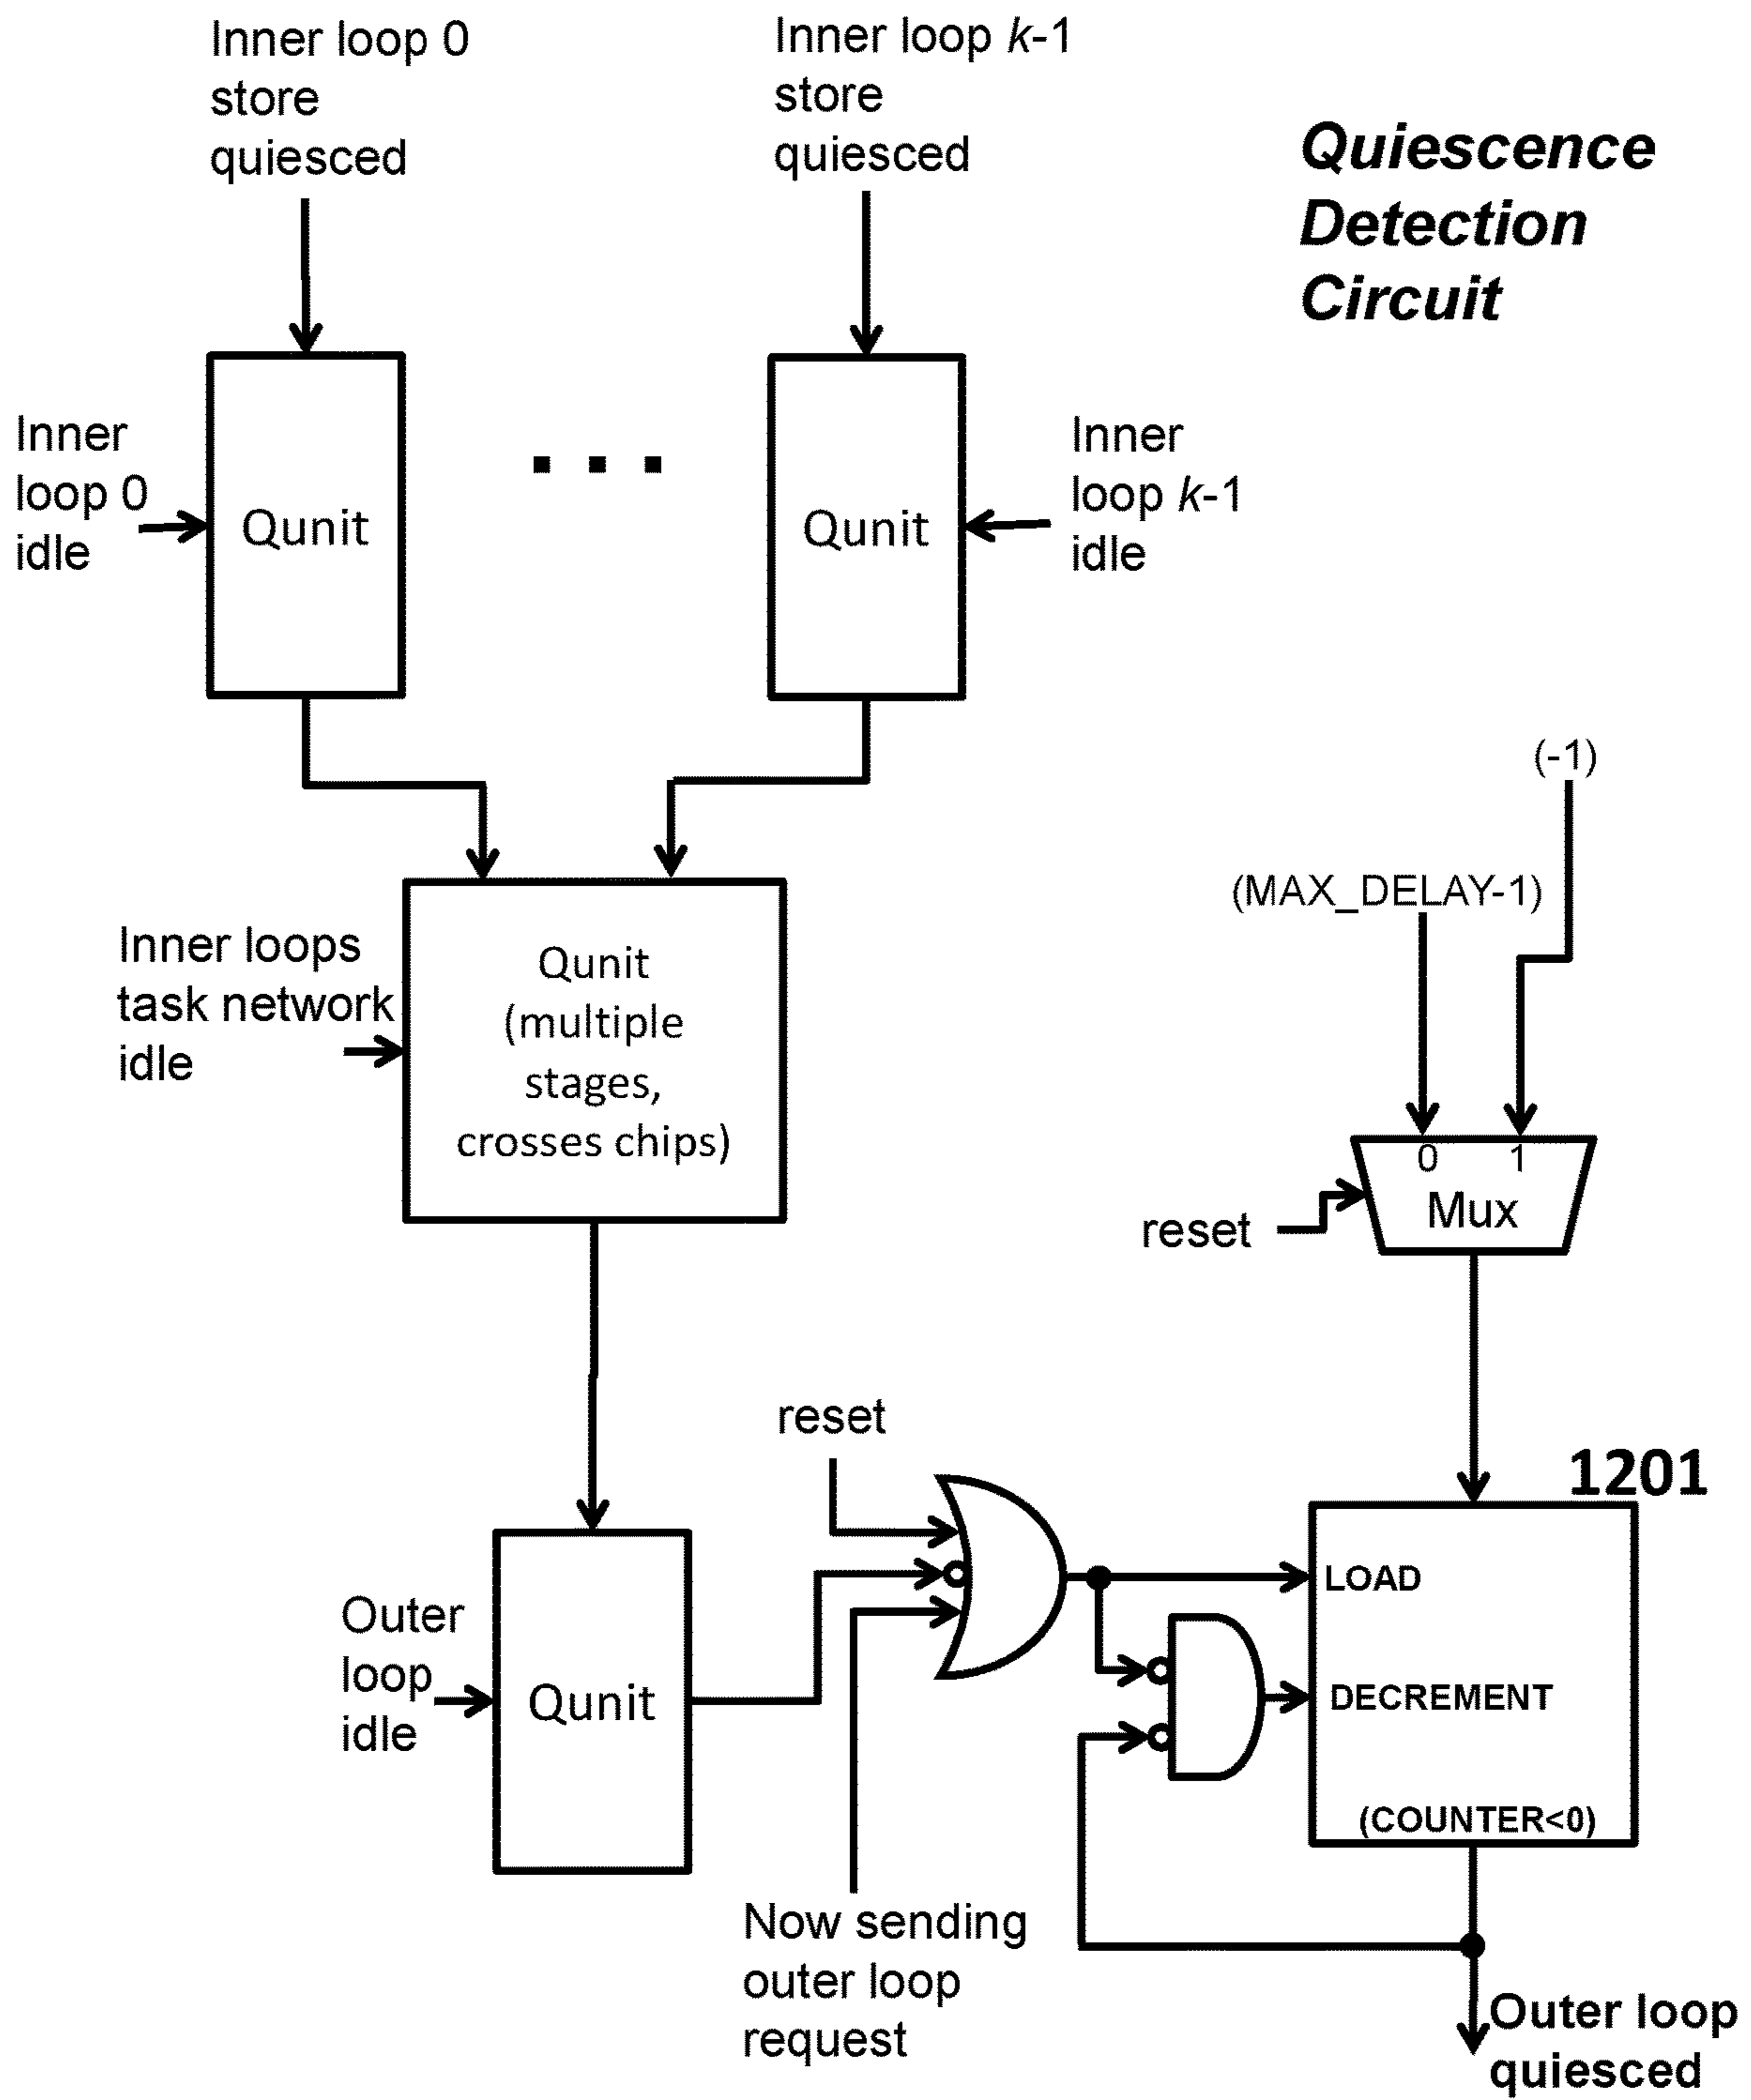 Inner loop 0
store
quiesced
Inner loop k-1
store
quiesced
Quiescence
Detection
Circuit
Inner
loop 0
idle
Qunit
Qunit
Inner
loop k-1
idle
(-1)
(MAX_DELAY-1)
Inner loops
task network
idle
Qunit
(multiple
stages,
crosses chips)
0 1
Mux
reset
reset
1201
LOAD
DECREMENT
(COUNTER<0)
Outer
loop
idle
Qunit
Now sending
outer loop
request
Outer loop
quiesced